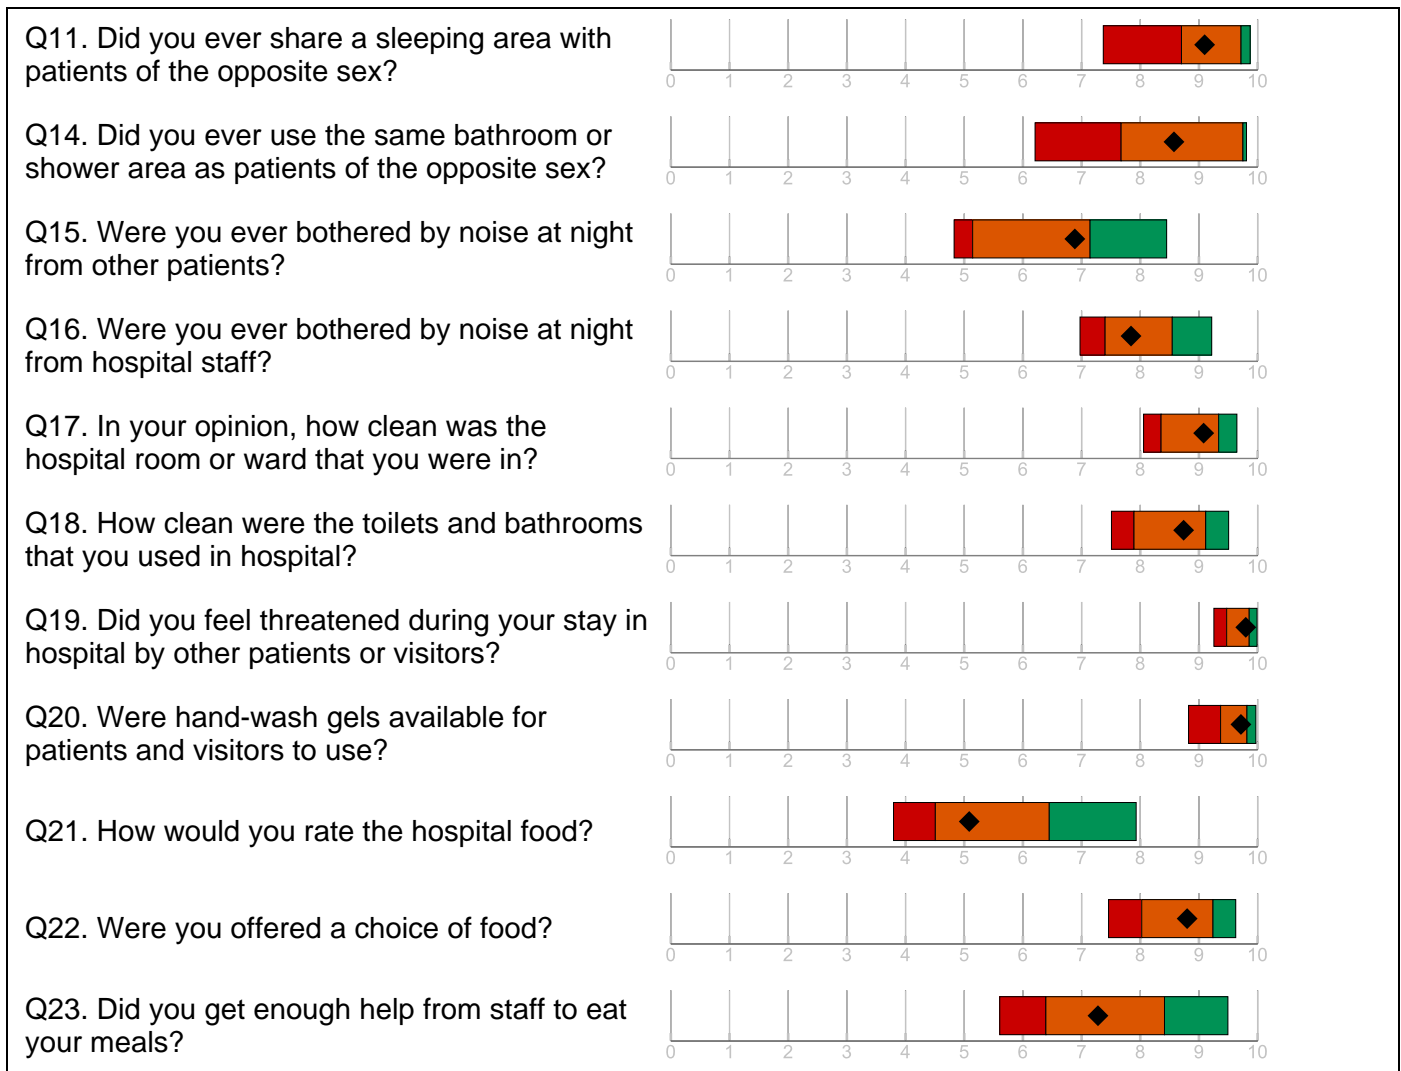 Q11. Did you ever share a sleeping area with
patients of the opposite sex?
0 1 2 3 4 5 6 7 8 9 10
Q14. Did you ever use the same bathroom or
shower area as patients of the opposite sex?
0 1 2 3 4 5 6 7 8 9 10
Q15. Were you ever bothered by noise at night
from other patients?
0 1 2 3 4 5 6 7 8 9 10
Q16. Were you ever bothered by noise at night
from hospital staff?
0 1 2 3 4 5 6 7 8 9 10
Q17. In your opinion, how clean was the
hospital room or ward that you were in?
0 1 2 3 4 5 6 7 8 9 10
Q18. How clean were the toilets and bathrooms
that you used in hospital?
0 1 2 3 4 5 6 7 8 9 10
Q19. Did you feel threatened during your stay in
hospital by other patients or visitors?
0 1 2 3 4 5 6 7 8 9 10
Q20. Were hand-wash gels available for
patients and visitors to use?
0 1 2 3 4 5 6 7 8 9 10
Q21. How would you rate the hospital food?
0 1 2 3 4 5 6 7 8 9 10
Q22. Were you offered a choice of food?
0 1 2 3 4 5 6 7 8 9 10
Q23. Did you get enough help from staff to eat
your meals?
0 1 2 3 4 5 6 7 8 9 10